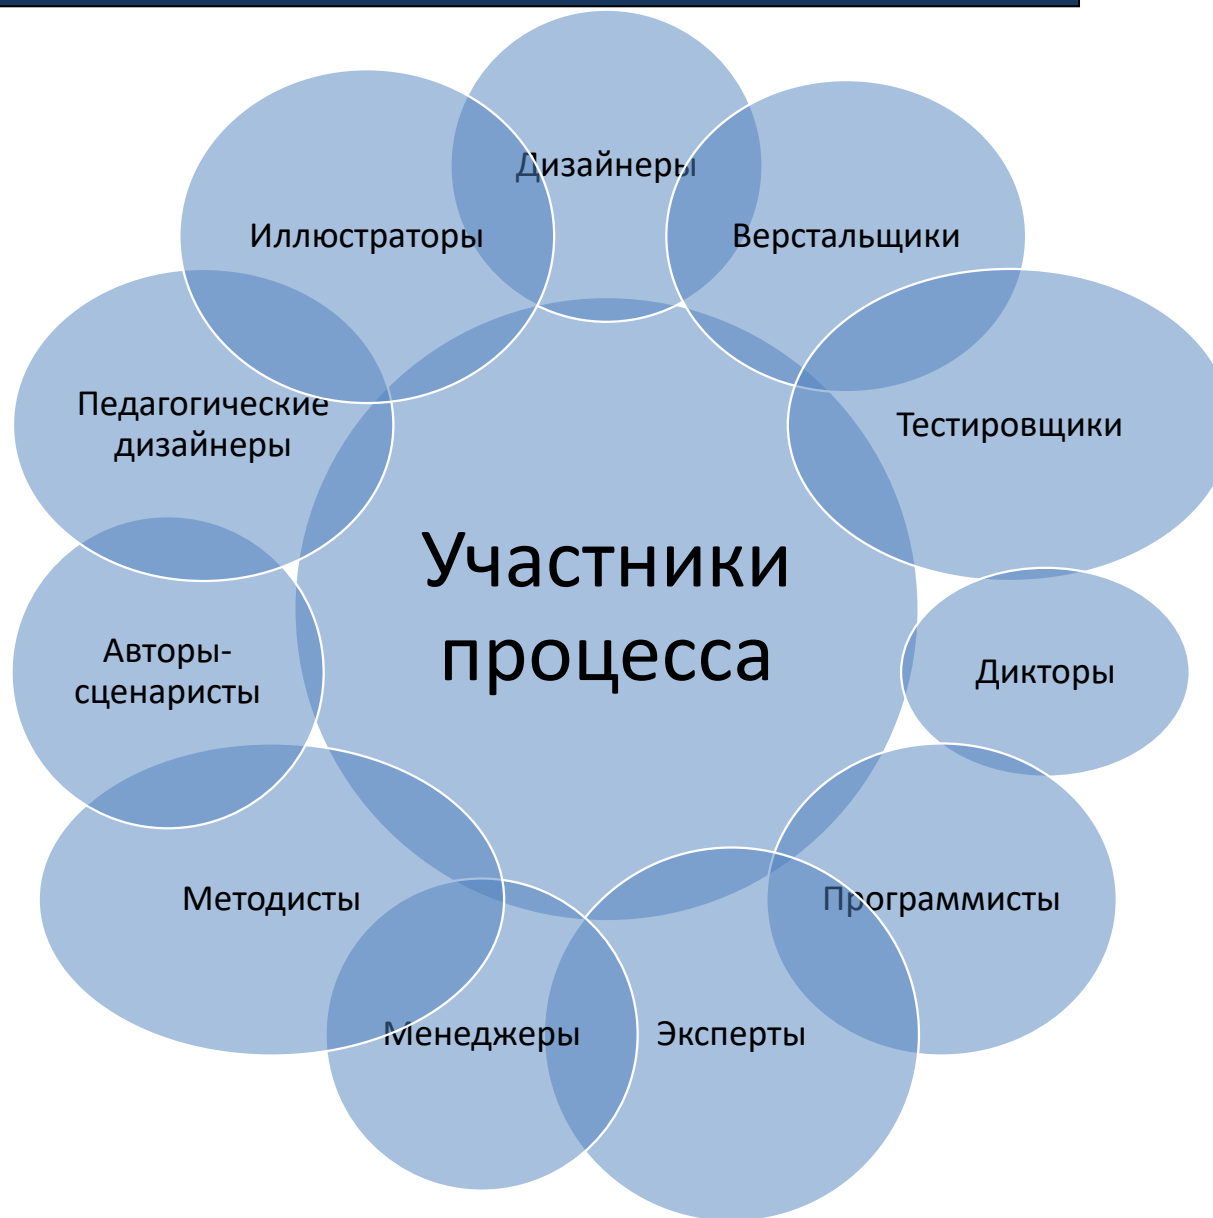 Дизайнеры
Иллюстраторы
Верстальщики
Педагогические
дизайнеры
Тестировщики
Участники
процесса
Авторы-
сценаристы
Дикторы
Методисты
Программисты
Менеджеры
Эксперты